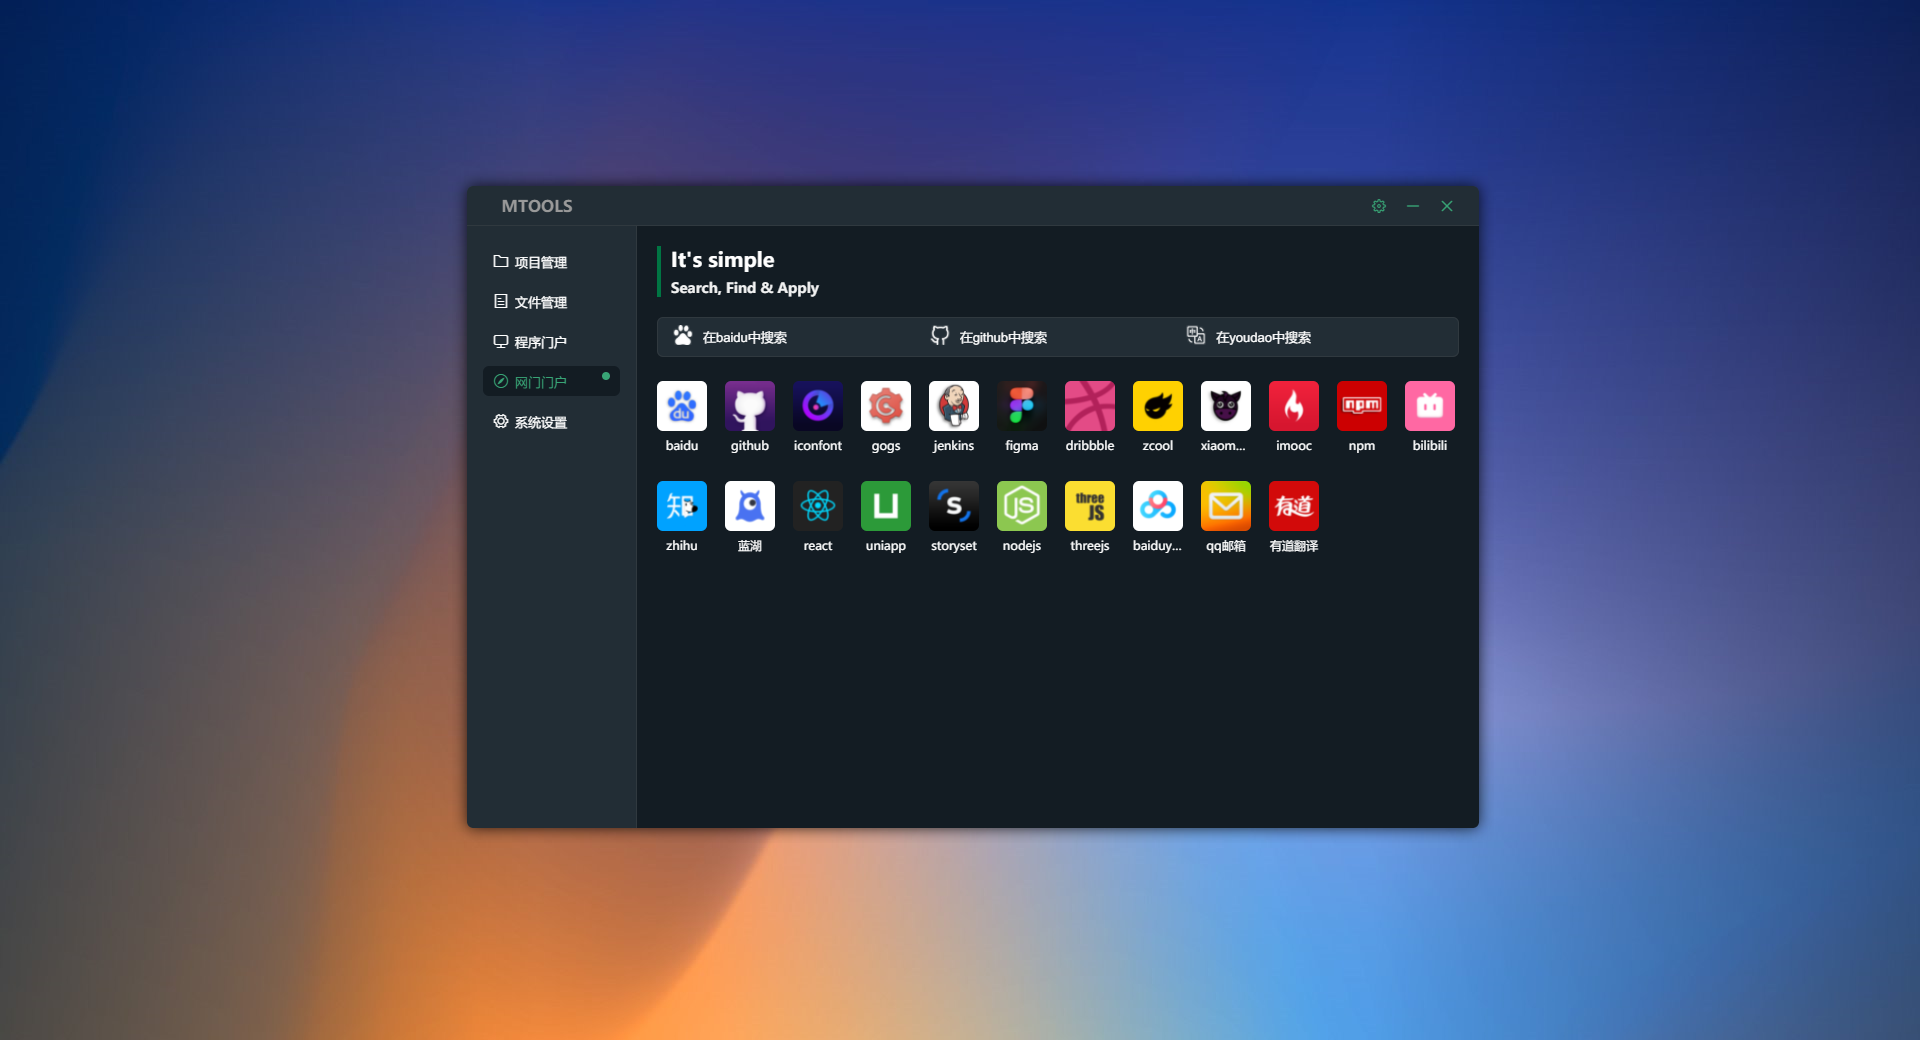 MTOOLS
项目管理
文件管理
程序门户
网门门户
系统设置
It's simple
Search, Find & Apply
在baidu中搜索 在github中搜索 在youdao中搜索
du npm
baidu github iconfont gogs jenkins figma dribbble zcool xiaom... imooc npm bilibili
知 S JS three JS 有道
zhihu 蓝湖 react uniapp storyset nodejs threejs baiduy... qq邮箱 有道翻译